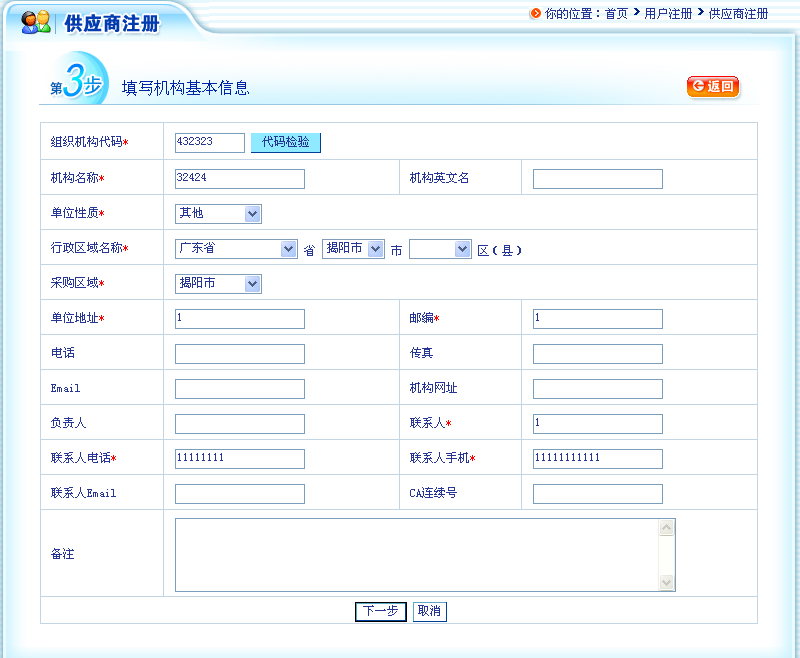 供应商注册
你的位置：首页 > 用户注册 > 供应商注册
第3步 填写机构基本信息
返回
组织机构代码* 432323 代码检验
机构名称* 32424 机构英文名
单位性质* 其他
行政区域名称* 广东省 省 揭阳市 市 区(县)
采购区域* 揭阳市
单位地址* 1 邮编* 1
电话 传真
Email 机构网址
负责人 联系人* 1
联系人电话* 11111111 联系人手机* 11111111111
联系人Email CA连续号
备注
下一步 取消